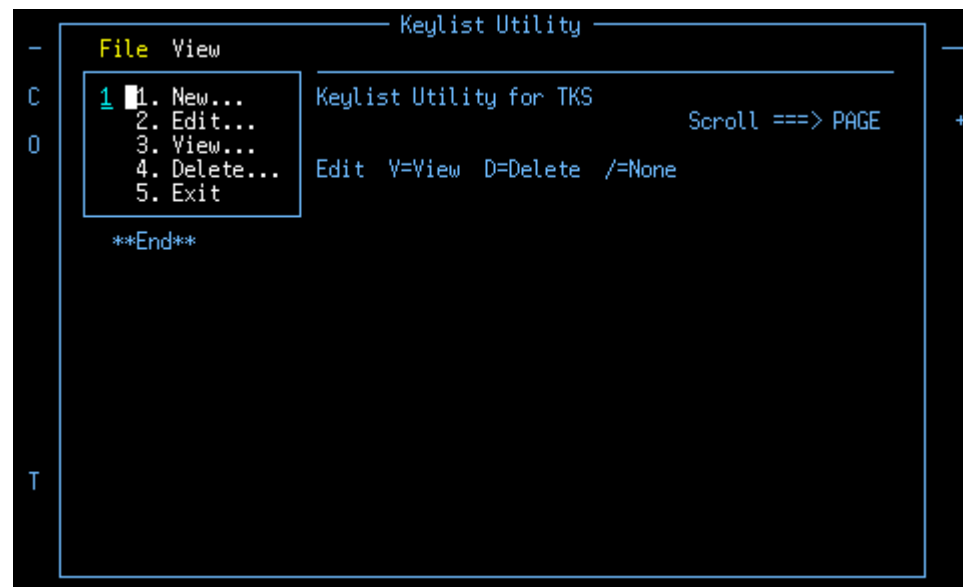 Keylist Utility
File View
1 1. New... Keylist Utility for TKS
2. Edit... Scroll ===> PAGE
3. View...
4. Delete... Edit V=View D=Delete /=None
5. Exit
**End**
C
O
T